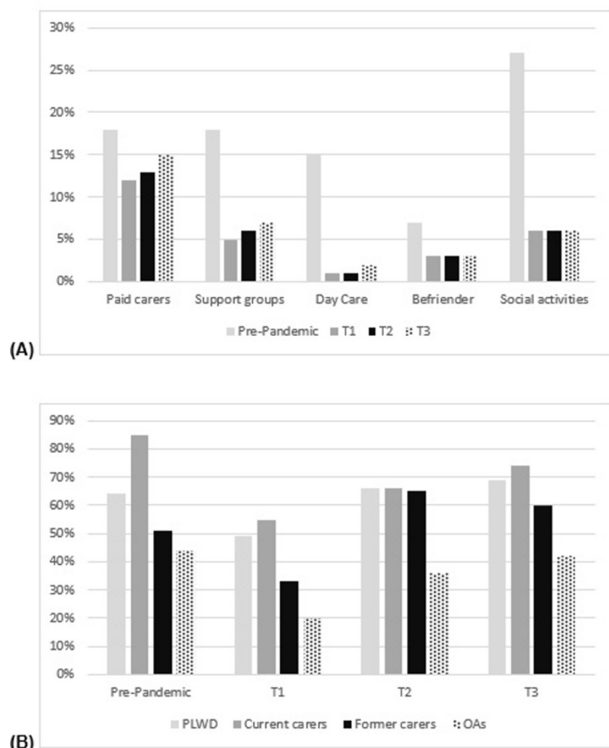 30%
25%
20%
15%
10%
5%
0%
Paid carers Support groups Day Care Befriender Social activities
Pre-Pandemic T1 T2 T3
(A)
90%
80%
70%
60%
50%
40%
30%
20%
10%
0%
Pre-Pandemic T1 T2 T3
PLWD Current carers Former carers OAs
(B)